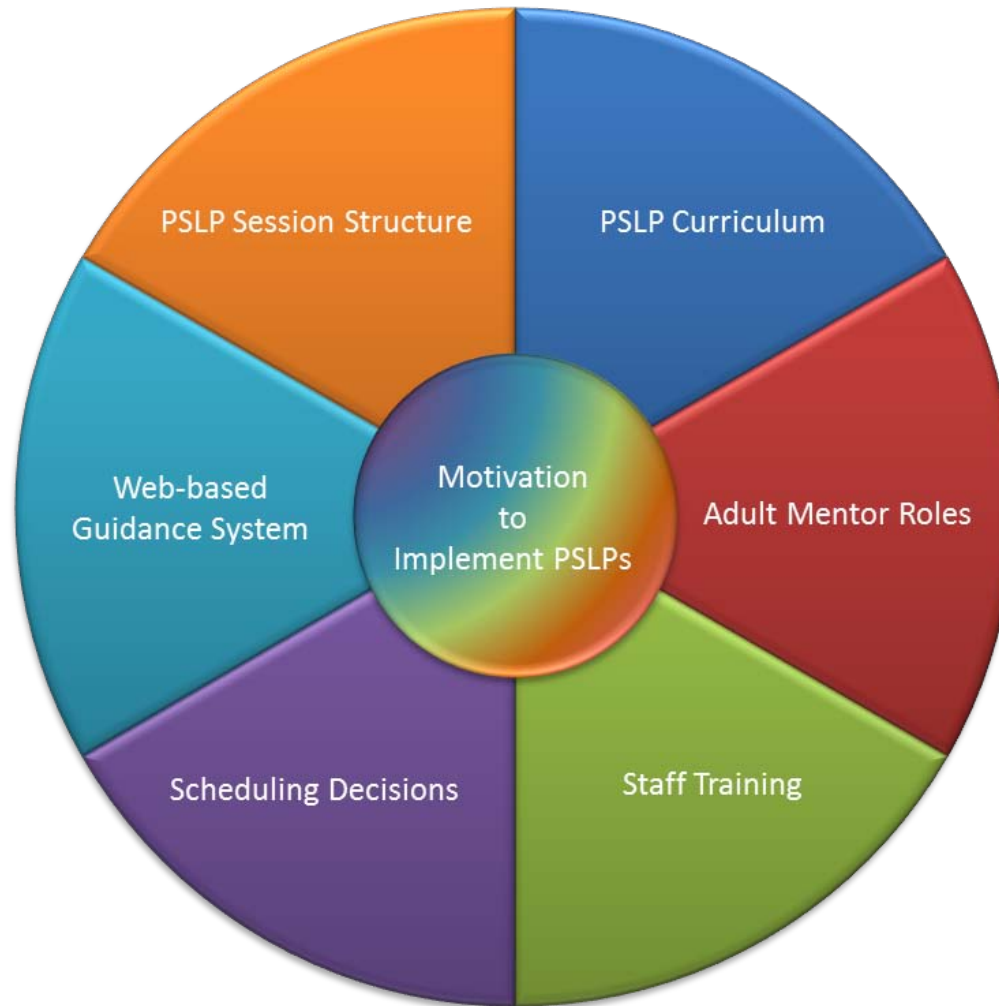 PSLP Session Structure
PSLP Curriculum
Web-based
Guidance System
Motivation
to
Implement PSLPs
Adult Mentor Roles
Scheduling Decisions
Staff Training